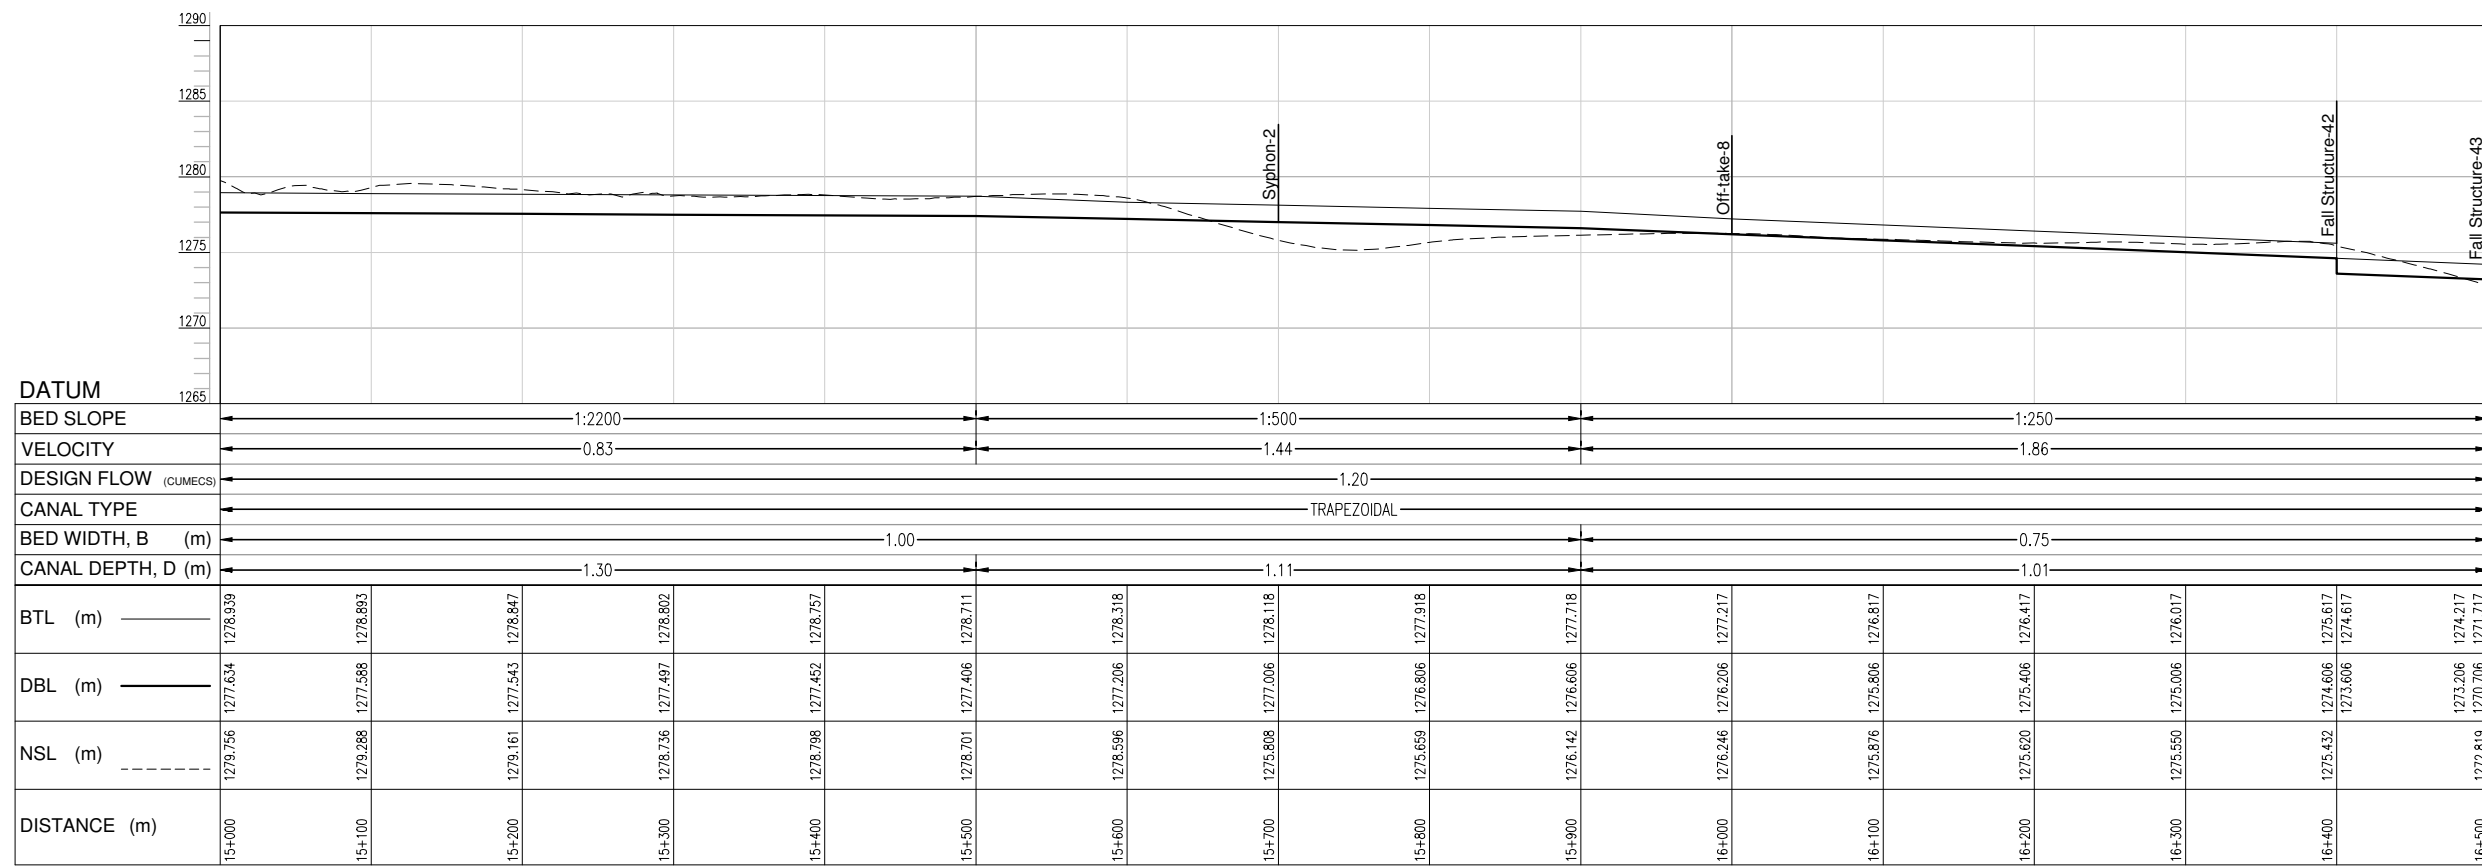 1290
1285
1280
1275
1270
1265
Syphon-2
Off-take-8
Fall Structure-42
Fall Structure-43
DATUM
BED SLOPE 1:2200 1:500 1:250
VELOCITY 0.83 1.44 1.86
DESIGN FLOW (CUMECS) 1.20
CANAL TYPE TRAPEZOIDAL
BED WIDTH, B (m) 1.00 0.75
CANAL DEPTH, D (m) 1.30 1.11 1.01
BTL (m) 1278.939 1278.893 1278.847 1278.802 1278.757 1278.711 1278.318 1278.118 1277.918 1277.718 1277.217 1276.817 1276.417 1276.017 1275.617 1274.617 1274.217 1271.717
DBL (m) 1277.634 1277.588 1277.543 1277.497 1277.452 1277.406 1277.206 1277.006 1276.806 1276.606 1276.206 1275.806 1275.406 1275.006 1274.606 1273.606 1273.206 1270.706
NSL (m) 1279.756 1279.288 1279.161 1278.736 1278.798 1278.701 1278.596 1275.808 1275.659 1276.142 1276.246 1275.876 1275.620 1275.550 1275.432 1272.819
DISTANCE (m) 15+000 15+100 15+200 15+300 15+400 15+500 15+600 15+700 15+800 15+900 16+000 16+100 16+200 16+300 16+400 16+500